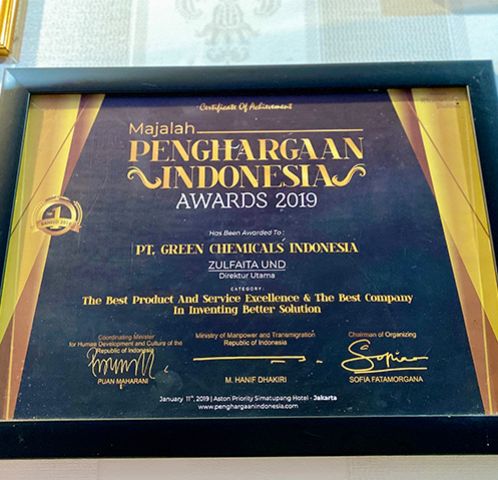 Certificate Of Achievement
Majalah
PENGHARGAAN
INDONESIA
AWARDS 2019
Has Been Awarded To :
PT. GREEN CHEMICALS INDONESIA
ZULFAITA UND
Direktur Utama
CATEGORY:
The Best Product And Service Excellence & The Best Company
In Inventing Better Solution
Coordinating Minister
for Human Development and Culture of the
Republic of Indonesia
PUAN MAHARANI
Ministry of Manpower and Transmigration
Republic of Indonesia
M. HANIF DHAKIRI
Chairman of Organizing
Sofia
SOFIA FATAMORGANA
January 11st, 2019 | Aston Priority Simatupang Hotel - Jakarta
www.penghargaanindonesia.com